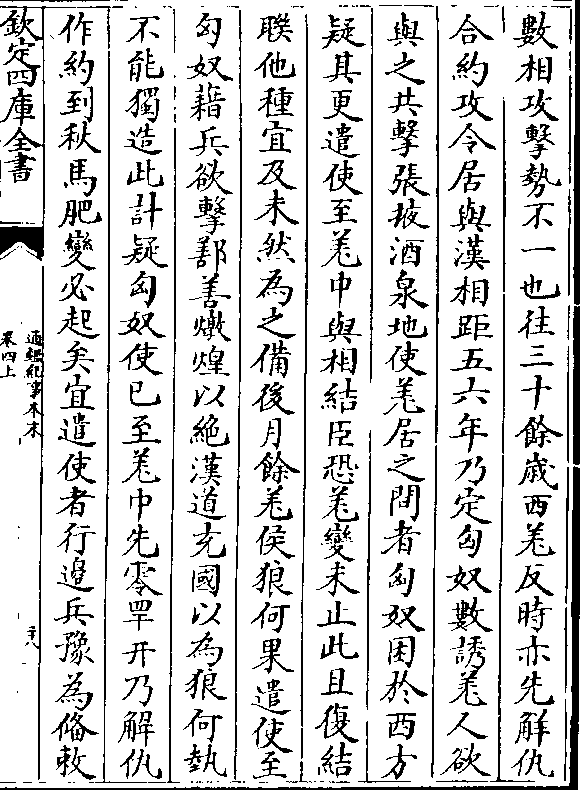 數相攻擊勢不一也往三十餘歲西羌反時亦先解仇
合約攻令居與漢相距五六年乃定匈奴數誘羌人欲
與之共擊張掖酒泉地使羌居之間者匈奴困於西方
疑其更遣使至羌中與相結臣恐羌變未止此且復結
聨他種宜及未然為之備後月餘羌侯狼何果遣使至
匈奴藉兵欲擊鄯善燉煌以絶漢道充國以為狼何勢
不能獨造此計疑匈奴使已至羌中先零罕幵乃解仇
作約到秋馬肥變必起矣宜遣使者行邊兵豫為備敕
欽定四庫全書
通鑑紀事本末
卷四上